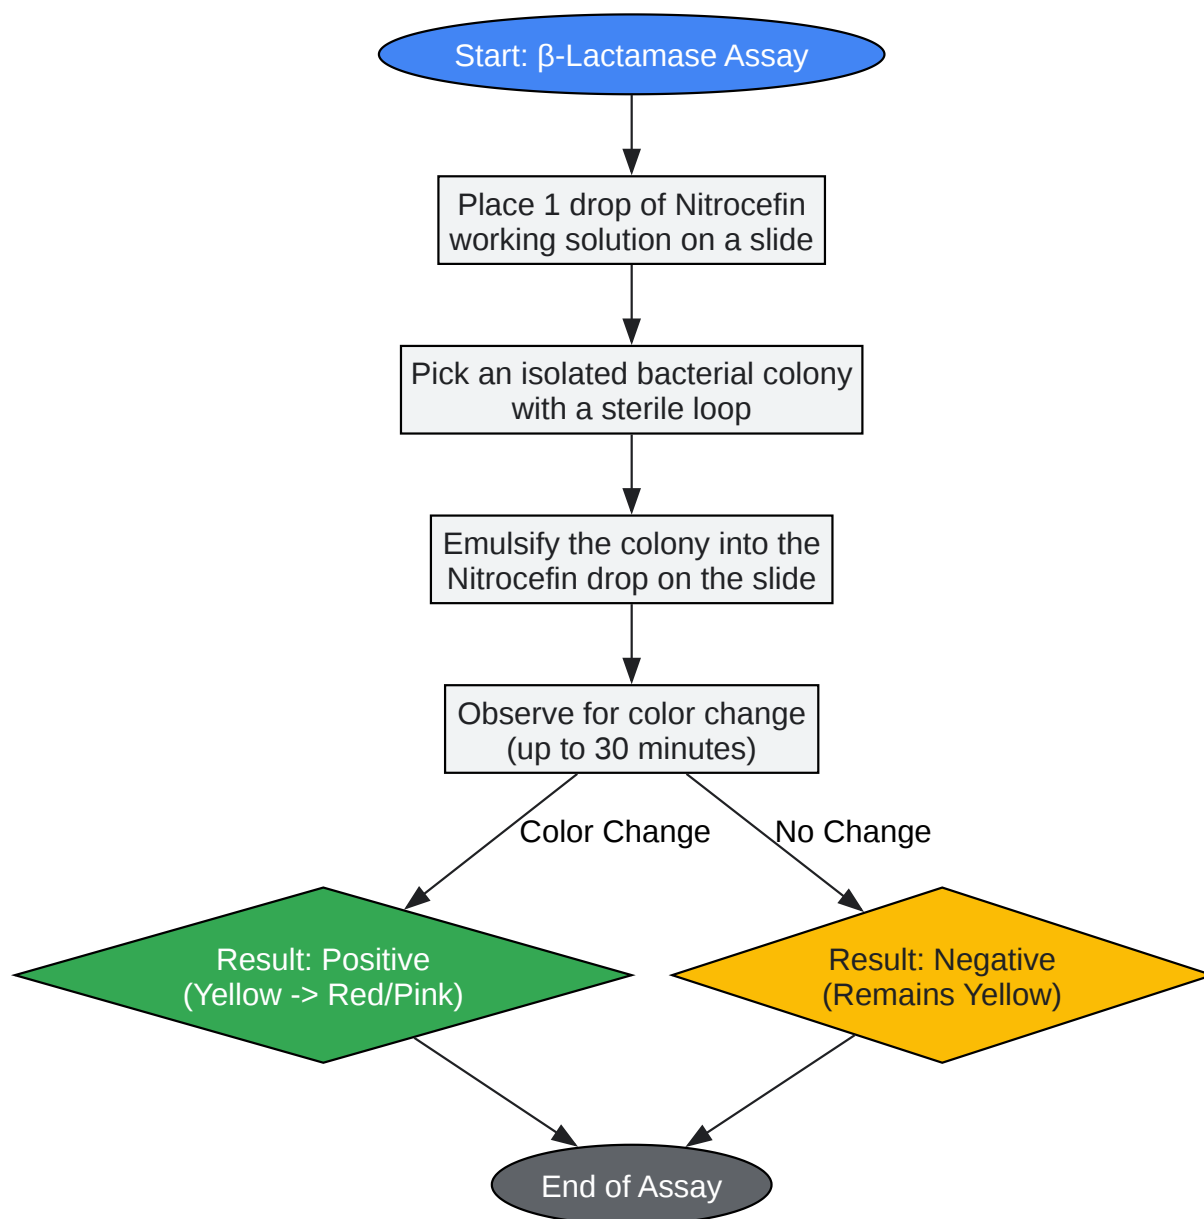 Start: β-Lactamase Assay
Place 1 drop of Nitrocefin
working solution on a slide
Pick an isolated bacterial colony
with a sterile loop
Emulsify the colony into the
Nitrocefin drop on the slide
Observe for color change
(up to 30 minutes)
Color Change
No Change
Result: Positive
(Yellow -> Red/Pink)
Result: Negative
(Remains Yellow)
End of Assay